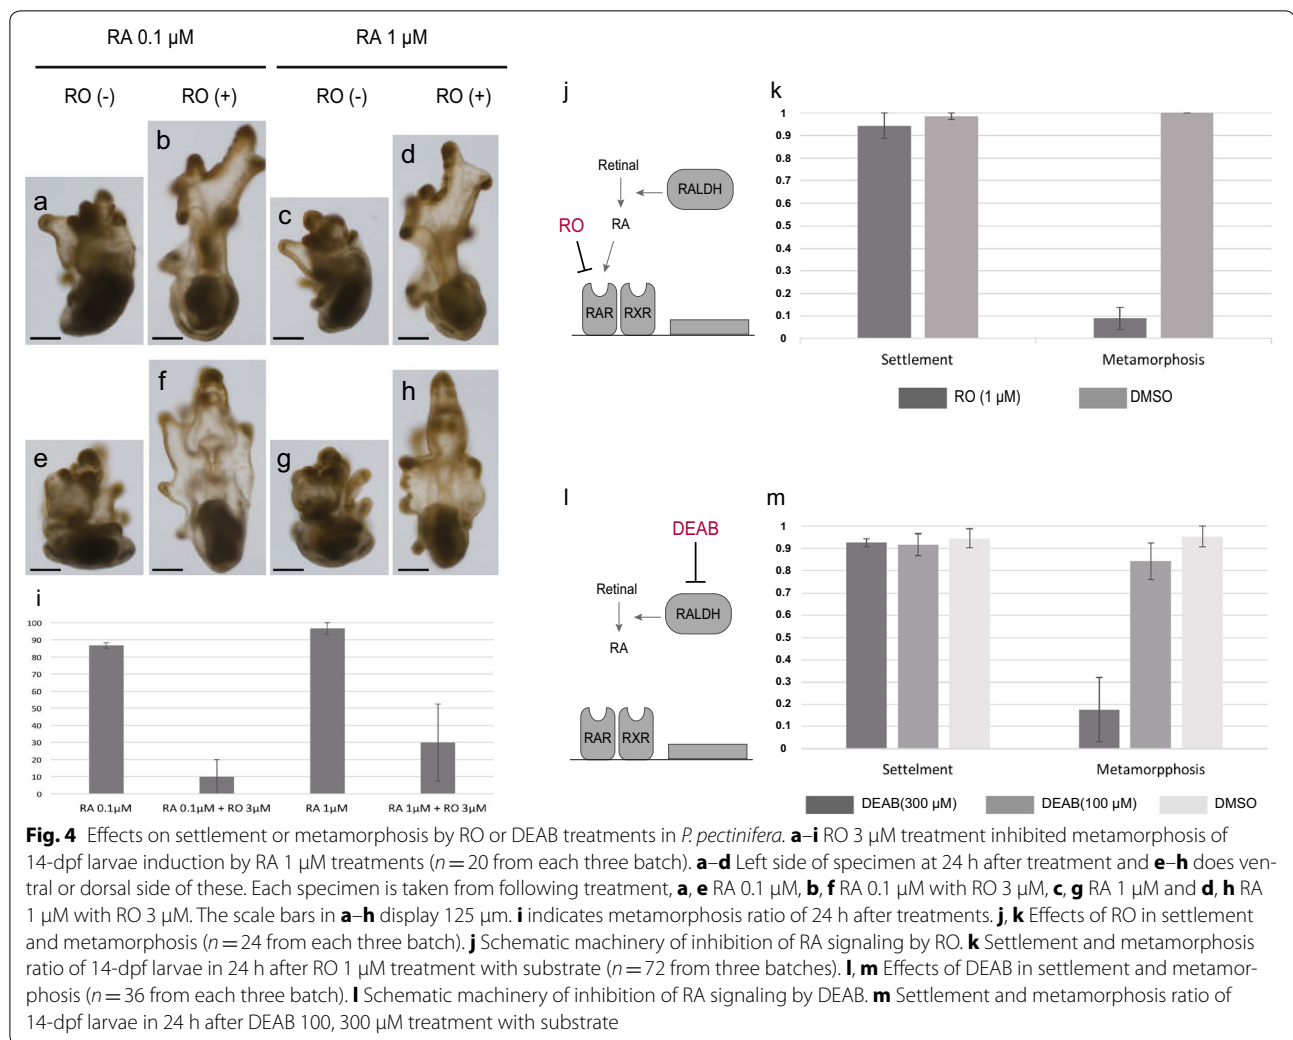 RA 0.1 µM
RA 1 µM
RO (-)
RO (+)
RO (-)
RO (+)
a
b
c
d
e
f
g
h
i
100
90
80
70
60
50
40
30
20
10
0
RA 0.1µM
RA 0.1µM + RO 3µM
RA 1µM
RA 1µM + RO 3µM
j
Retinal
RALDH
RO
RA
RAR
RXR
k
1
0.9
0.8
0.7
0.6
0.5
0.4
0.3
0.2
0.1
0
Settlement
Metamorphosis
RO (1 µM)
DMSO
l
DEAB
Retinal
RALDH
RA
RAR
RXR
m
1
0.9
0.8
0.7
0.6
0.5
0.4
0.3
0.2
0.1
0
Settelment
Metamorpphosis
DEAB(300 µM)
DEAB(100 µM)
DMSO
Fig. 4 Effects on settlement or metamorphosis by RO or DEAB treatments in P. pectinifera. a–i RO 3 µM treatment inhibited metamorphosis of
14-dpf larvae induction by RA 1 µM treatments (n = 20 from each three batch). a–d Left side of specimen at 24 h after treatment and e–h does ven-
tral or dorsal side of these. Each specimen is taken from following treatment, a, e RA 0.1 µM, b, f RA 0.1 µM with RO 3 µM, c, g RA 1 µM and d, h RA
1 µM with RO 3 µM. The scale bars in a–h display 125 µm. i indicates metamorphosis ratio of 24 h after treatments. j, k Effects of RO in settlement
and metamorphosis (n = 24 from each three batch). j Schematic machinery of inhibition of RA signaling by RO. k Settlement and metamorphosis
ratio of 14-dpf larvae in 24 h after RO 1 µM treatment with substrate (n = 72 from three batches). l, m Effects of DEAB in settlement and metamor-
phosis (n = 36 from each three batch). l Schematic machinery of inhibition of RA signaling by DEAB. m Settlement and metamorphosis ratio of
14-dpf larvae in 24 h after DEAB 100, 300 µM treatment with substrate